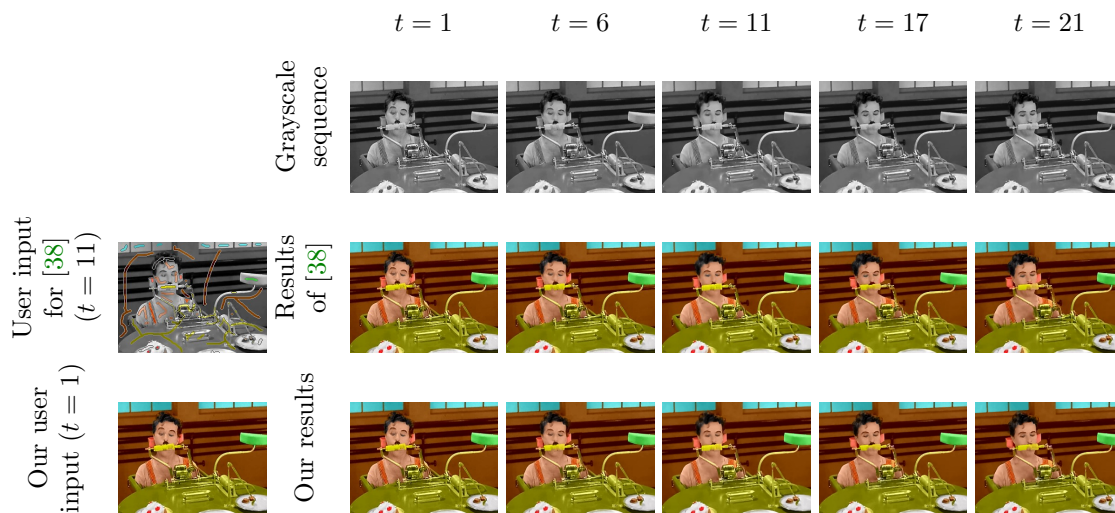 t = 1
t = 6
t = 11
t = 17
t = 21
Grayscale
sequence
User input
for [38]
(t = 11)
Results
of [38]
Our user
input (t = 1)
Our results